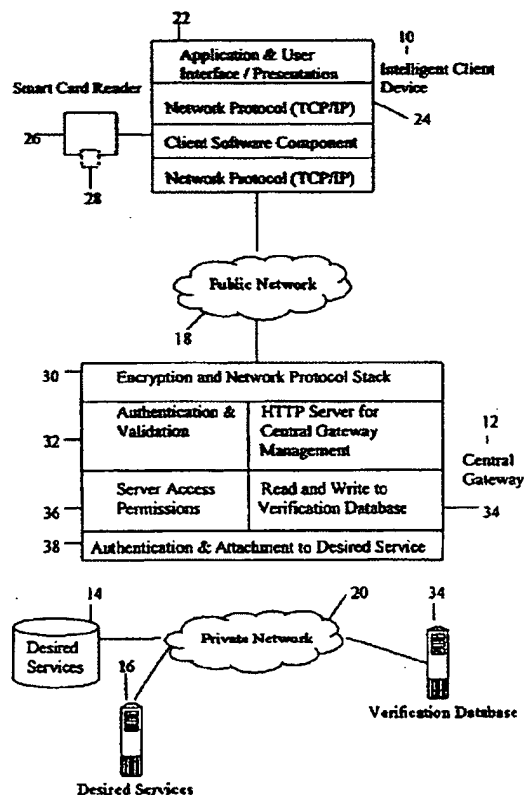 22
10
Application & User
Interface / Presentation
Intelligent Client
Device
Smart Card Reader
Network Protocol (TCP/IP)
24
26
Client Software Component
28
Network Protocol (TCP/IP)
Public Network
18
30
Encryption and Network Protocol Stack
Authentication &
Validation
HTTP Server for
Central Gateway
Management
12
32
Central
Gateway
Server Access
Permissions
Read and Write to
Verification Database
36
34
38
Authentication & Attachment to Desired Service
14
20
34
Desired
Services
Private Network
16
Verification Database
Desired Services